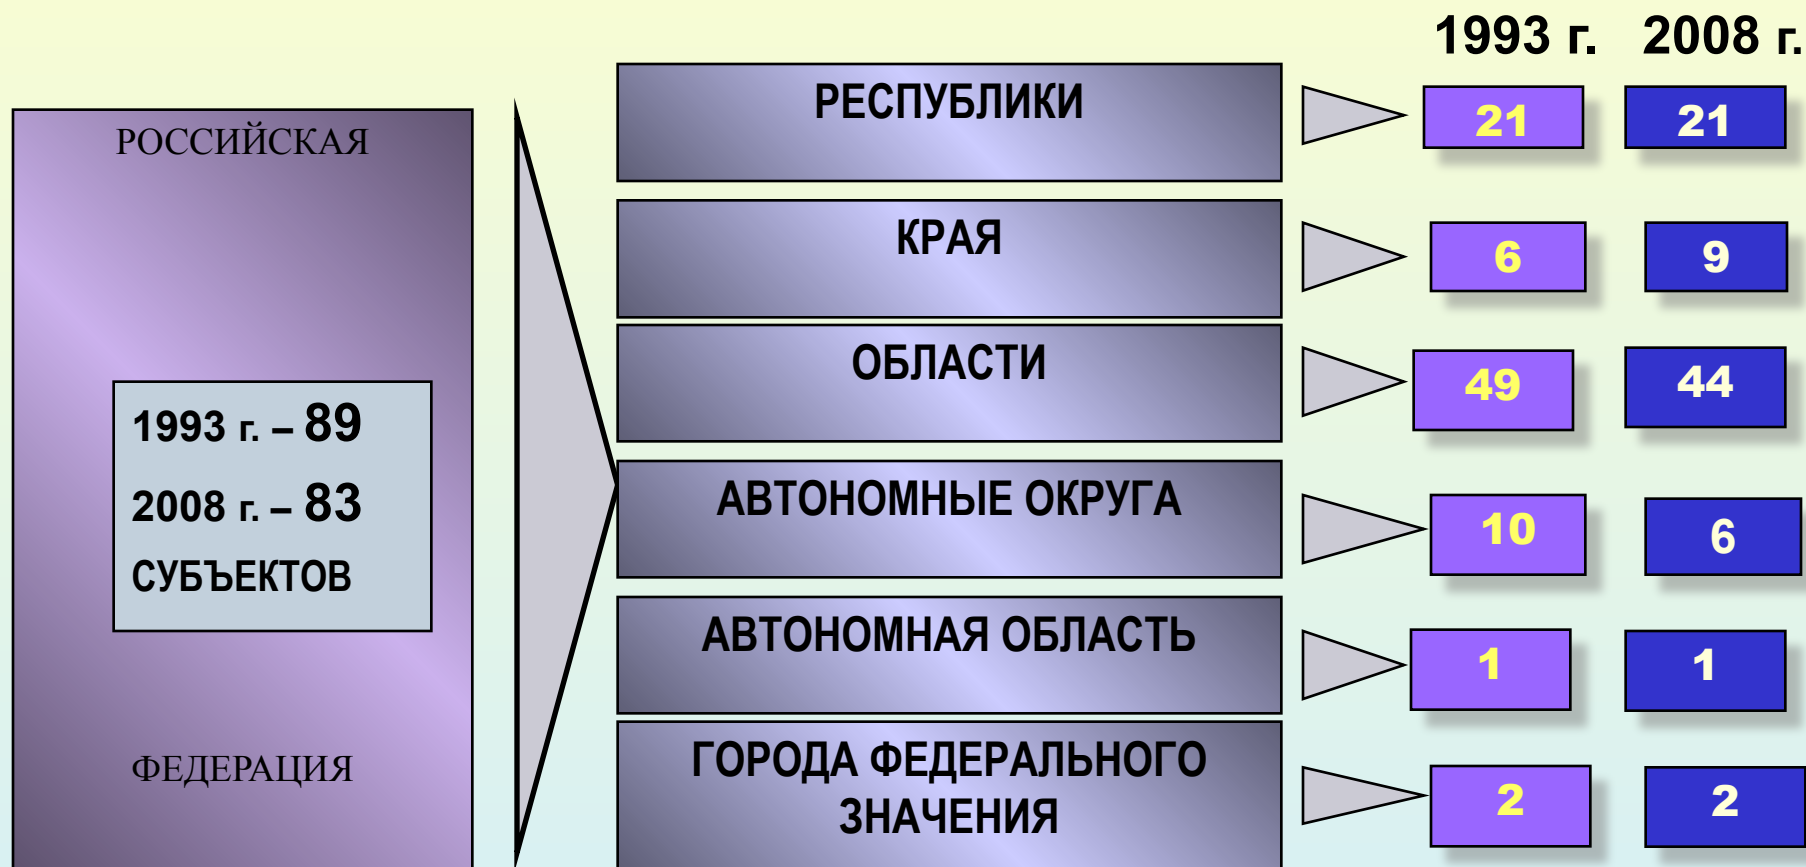 1993 г. 2008 г.
РОССИЙСКАЯ
ФЕДЕРАЦИЯ
1993 г. – 89
2008 г. – 83
СУБЪЕКТОВ
РЕСПУБЛИКИ 21 21
КРАЯ 6 9
ОБЛАСТИ 49 44
АВТОНОМНЫЕ ОКРУГА 10 6
АВТОНОМНАЯ ОБЛАСТЬ 1 1
ГОРОДА ФЕДЕРАЛЬНОГО
ЗНАЧЕНИЯ 2 2